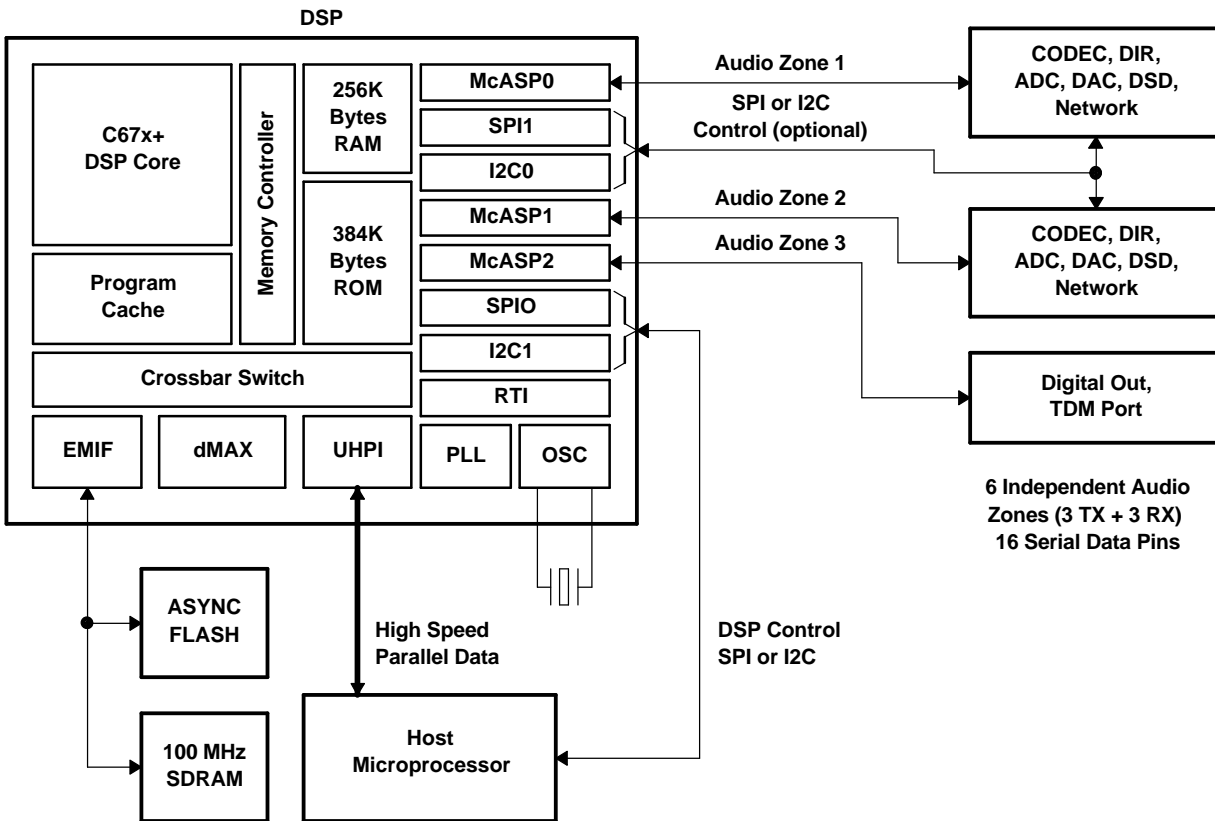 DSP
C67x+
DSP Core
Program
Cache
Memory Controller
256K
Bytes
RAM
384K
Bytes
ROM
McASP0
SPI1
I2C0
McASP1
McASP2
SPIO
I2C1
RTI
Crossbar Switch
EMIF
dMAX
UHPI
PLL
OSC
Audio Zone 1
SPI or I2C
Control (optional)
Audio Zone 2
Audio Zone 3
CODEC, DIR,
ADC, DAC, DSD,
Network
CODEC, DIR,
ADC, DAC, DSD,
Network
Digital Out,
TDM Port
6 Independent Audio
Zones (3 TX + 3 RX)
16 Serial Data Pins
ASYNC
FLASH
High Speed
Parallel Data
DSP Control
SPI or I2C
100 MHz
SDRAM
Host
Microprocessor